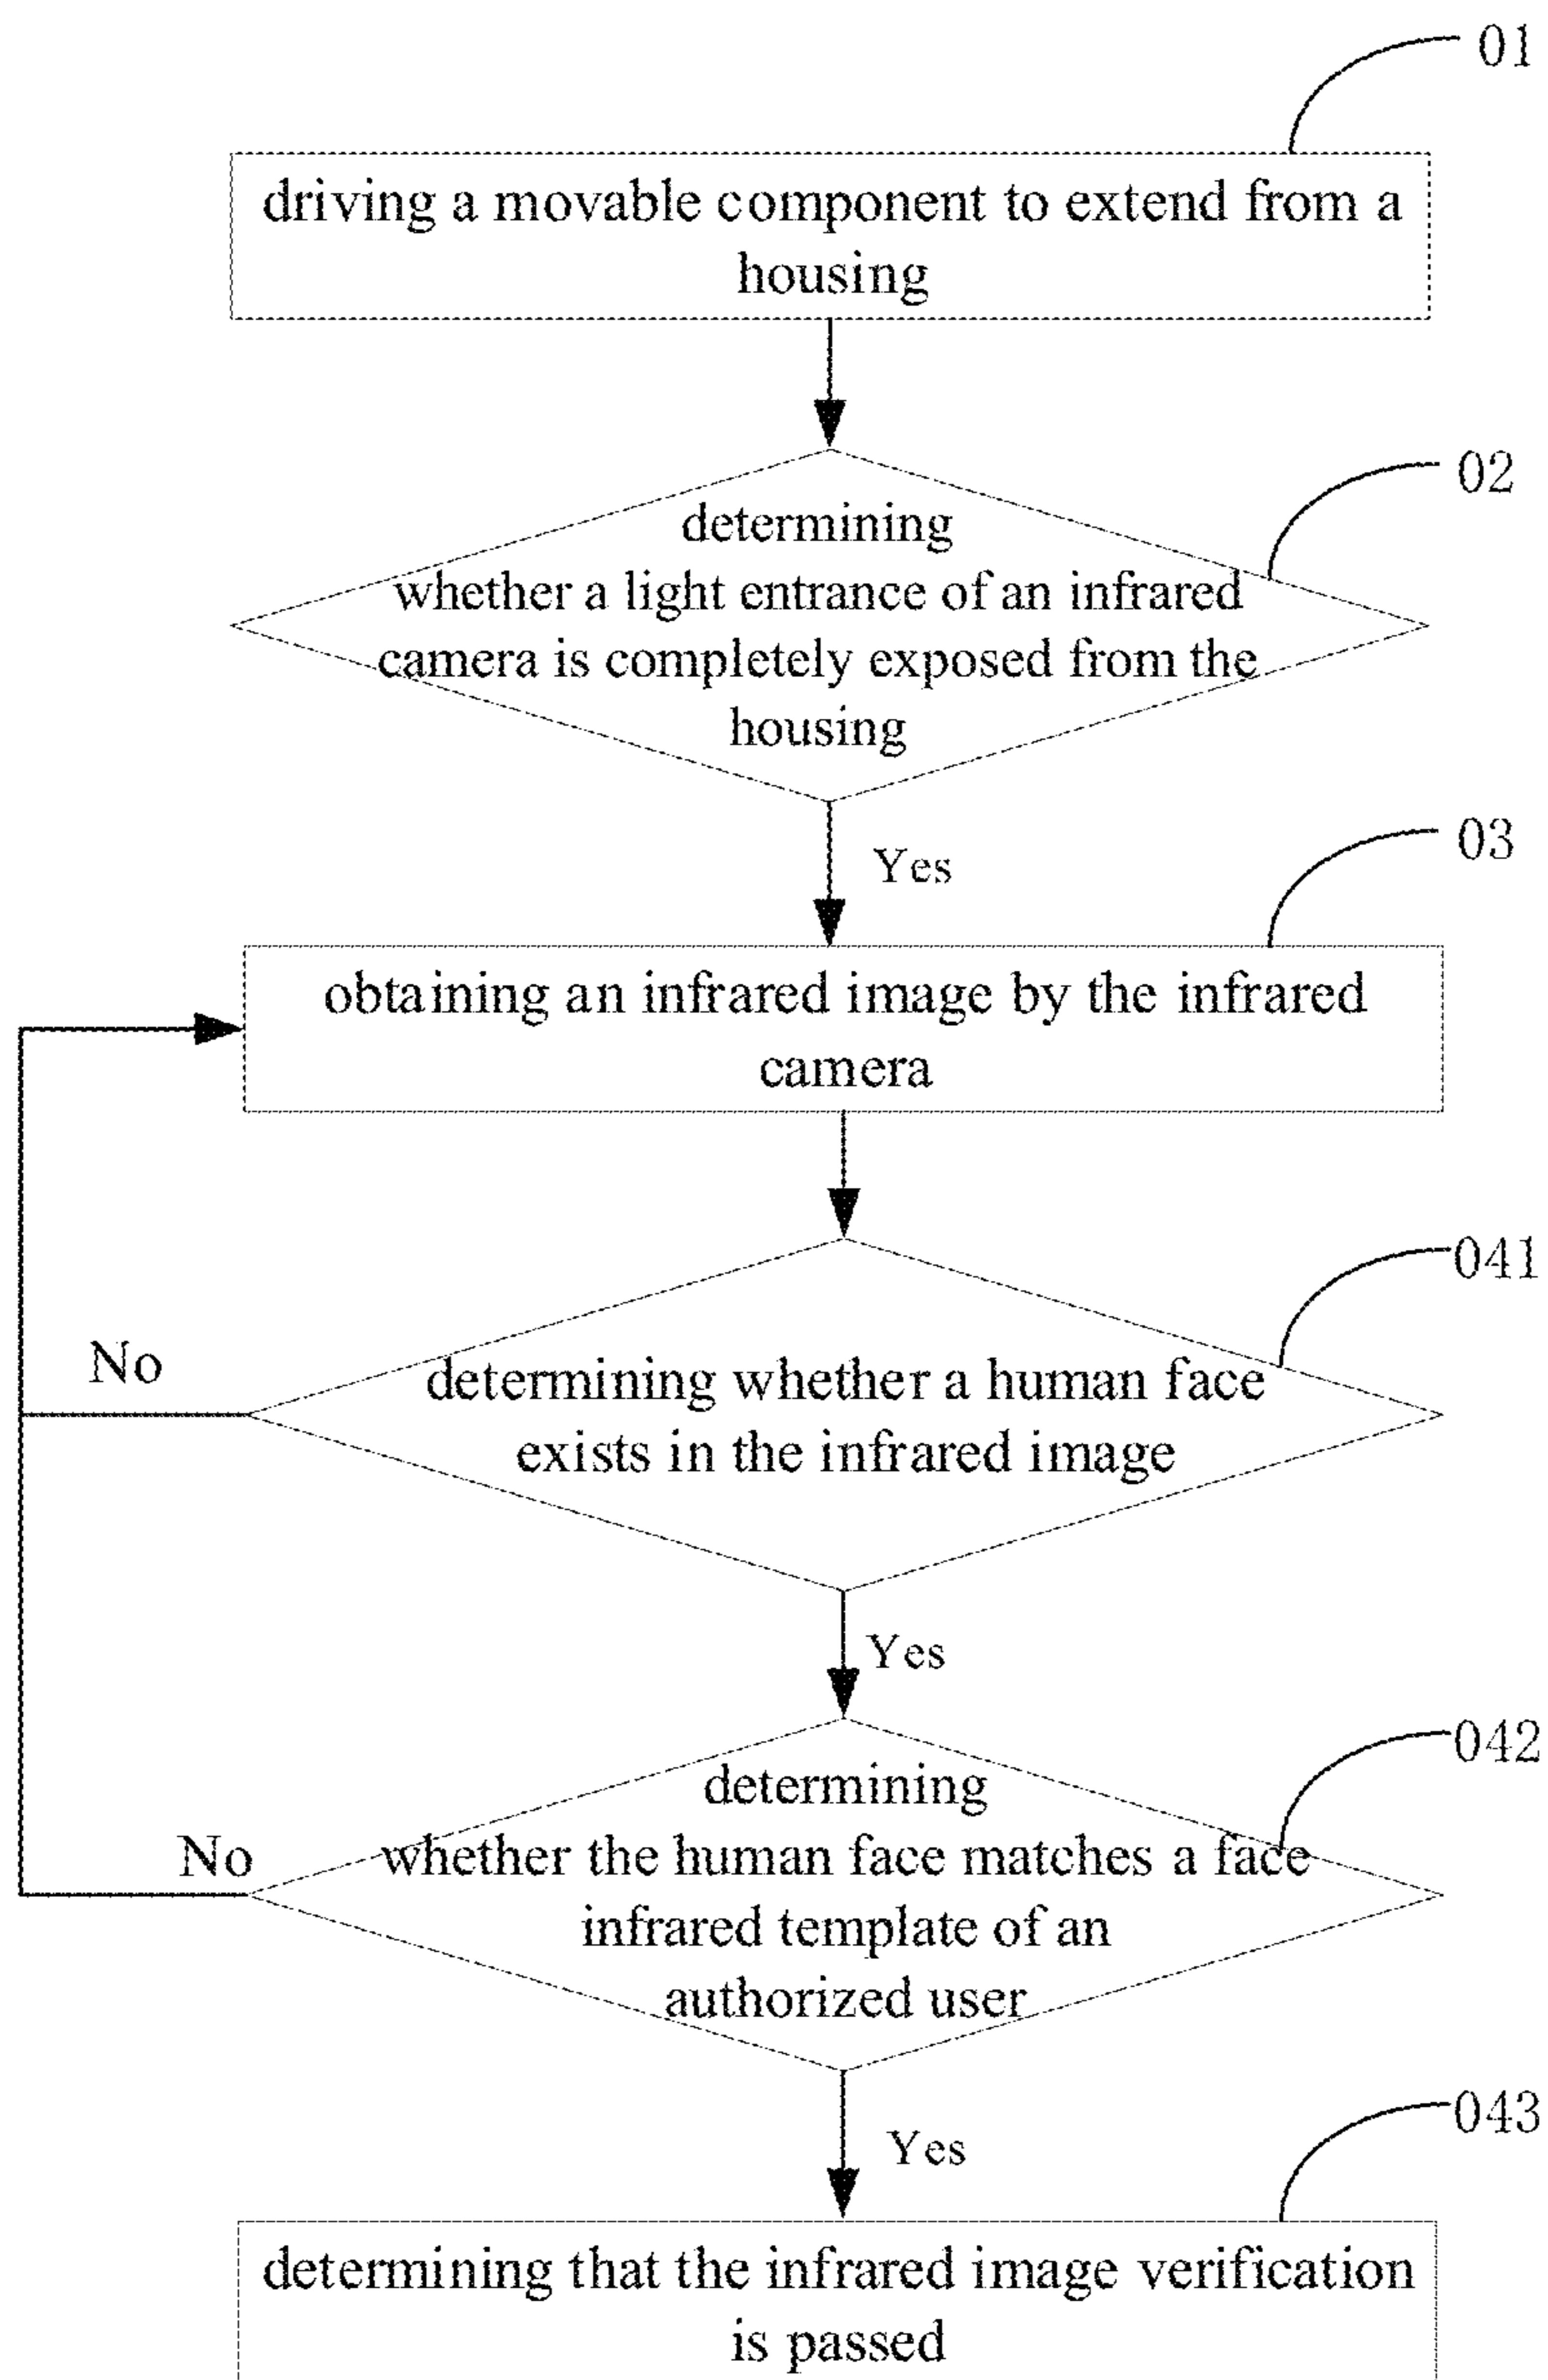 01
driving a movable component to extend from a
housing
02
determining
whether a light entrance of an infrared
camera is completely exposed from the
housing
Yes
03
obtaining an infrared image by the infrared
camera
041
No
determining whether a human face
exists in the infrared image
Yes
042
determining
No
whether the human face matches a face
infrared template of an
authorized user
Yes
043
determining that the infrared image verification
is passed